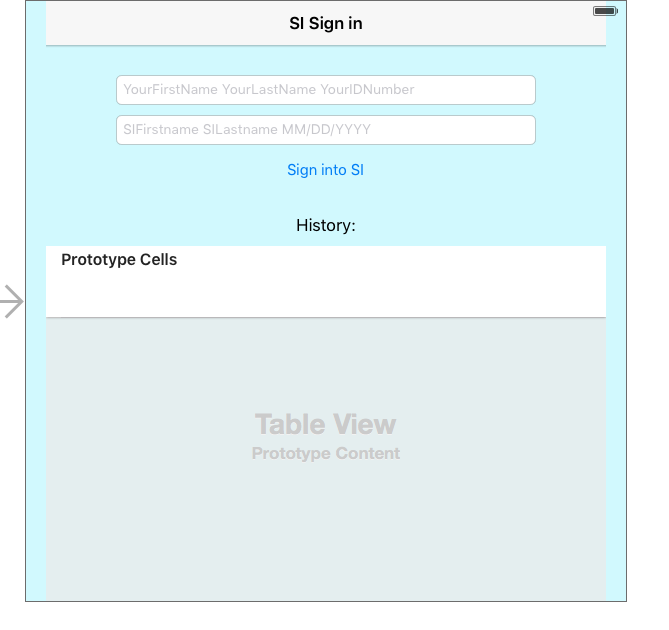 SI Sign in
YourFirstName YourLastName YourIDNumber
SIFirstname SILastname MM/DD/YYYY
Sign into SI
History:
Prototype Cells
Table View
Prototype Content